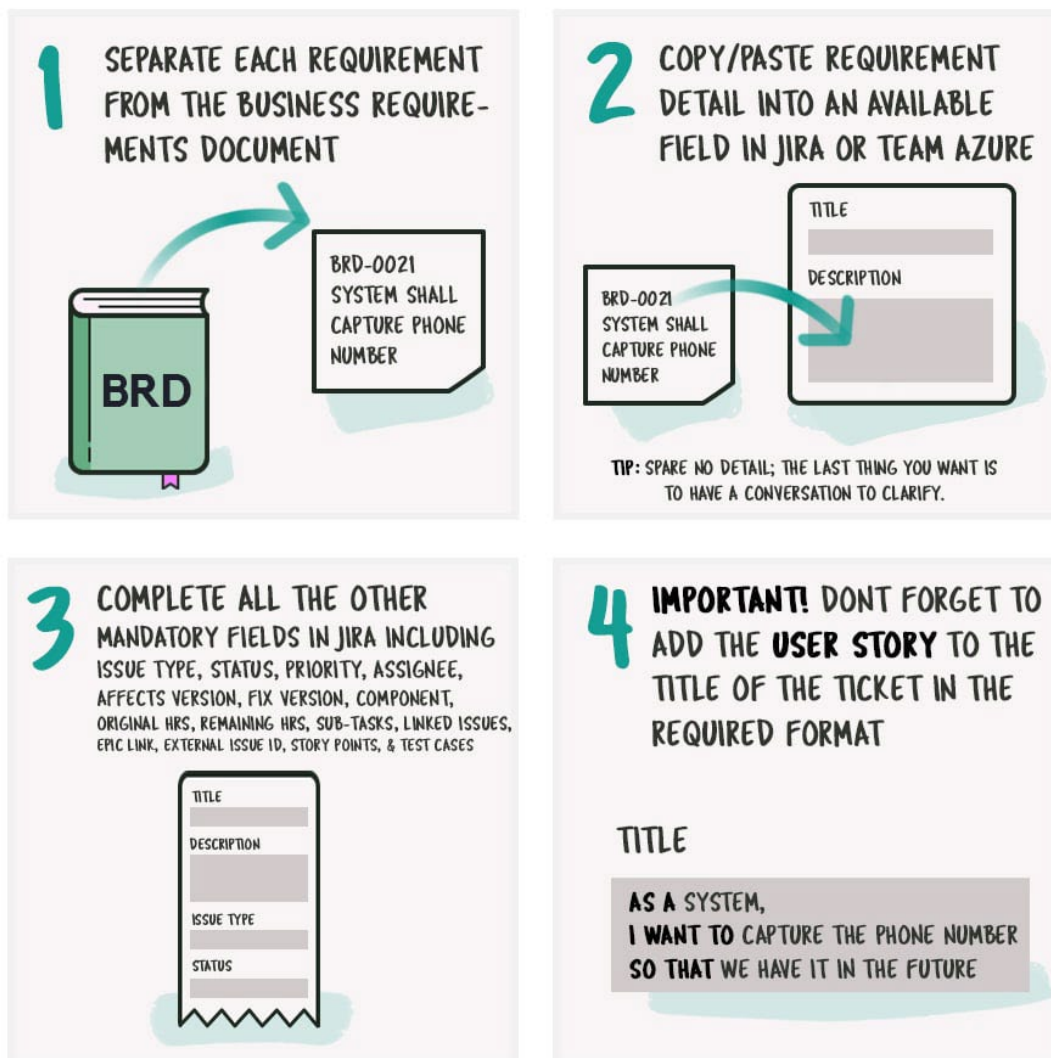 1
SEPARATE EACH REQUIREMENT
FROM THE BUSINESS REQUIRE-
MENTS DOCUMENT
BRD
BRD-0021
SYSTEM SHALL
CAPTURE PHONE
NUMBER
2
COPY/PASTE REQUIREMENT
DETAIL INTO AN AVAILABLE
FIELD IN JIRA OR TEAM AZURE
BRD-0021
SYSTEM SHALL
CAPTURE PHONE
NUMBER
TITLE
DESCRIPTION
TIP: SPARE NO DETAIL; THE LAST THING YOU WANT IS
TO HAVE A CONVERSATION TO CLARIFY.
3
COMPLETE ALL THE OTHER
MANDATORY FIELDS IN JIRA INCLUDING
ISSUE TYPE, STATUS, PRIORITY, ASSIGNEE,
AFFECTS VERSION, FIX VERSION, COMPONENT,
ORIGINAL HRS, REMAINING HRS, SUB-TASKS, LINKED ISSUES,
EPIC LINK, EXTERNAL ISSUE ID, STORY POINTS, & TEST CASES
TITLE
DESCRIPTION
ISSUE TYPE
STATUS
4
IMPORTANT! DONT FORGET TO
ADD THE USER STORY TO THE
TITLE OF THE TICKET IN THE
REQUIRED FORMAT
TITLE
AS A SYSTEM,
I WANT TO CAPTURE THE PHONE NUMBER
SO THAT WE HAVE IT IN THE FUTURE